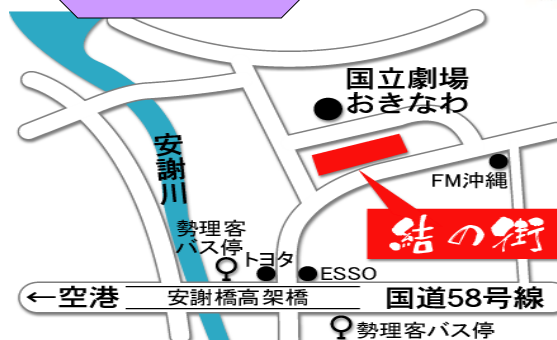 国立劇場
おきなわ
安謝川
FM沖縄
結の街
勢理客
バス停
トヨタ
ESSO
←空港
安謝橋高架橋
国道58号線
勢理客バス停